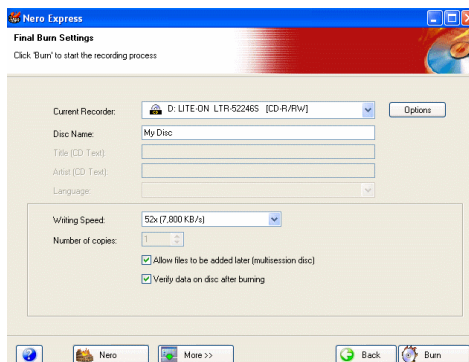 Nero Express
Final Burn Settings
Click 'Burn' to start the recording process
Current Recorder: D: LITE-ON LTR-52246S [CD-R/RW] Options
Disc Name: My Disc
Title (CD Text):
Artist (CD Text):
Language:
Writing Speed: 52x (7,800 KB/s)
Number of copies: 1
Allow files to be added later (multisession disc)
Verify data on disc after burning
? Nero More >> Back Burn